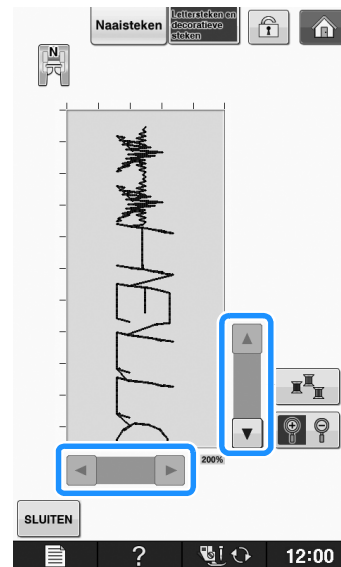 Naaisteken
Lettersteken en
decoratieve
steken
N
HELLO
200%
SLUITEN
?
12:00